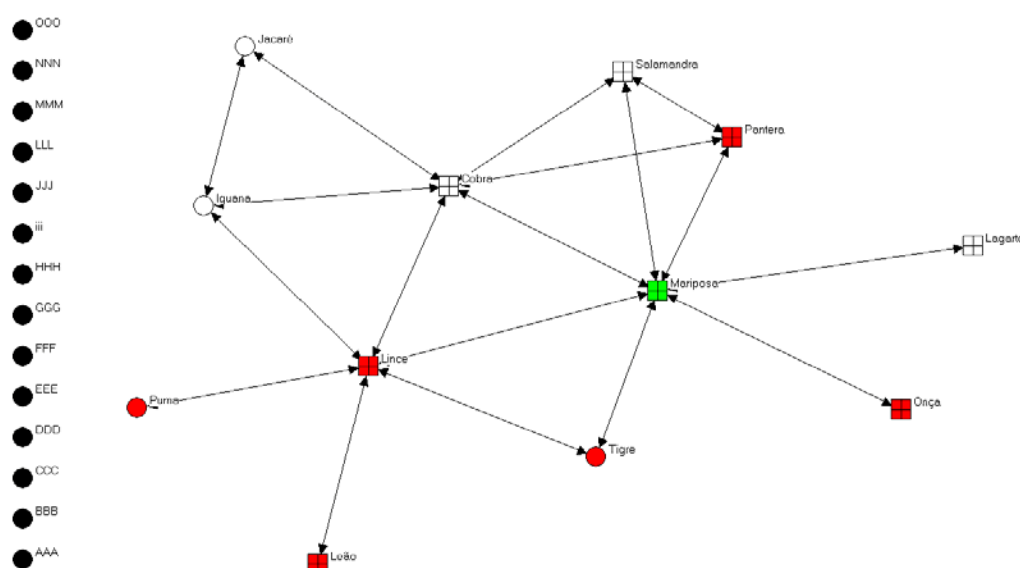 OOO
NNN
MMM
LLL
JJJ
iii
HHH
GGG
FFF
EEE
DDD
CCC
BBB
AAA
Jacaré
Salamandra
Pantera
Cobra
Iguana
Lagarto
Mariposa
Lince
Puma
Onça
Tigre
Leão